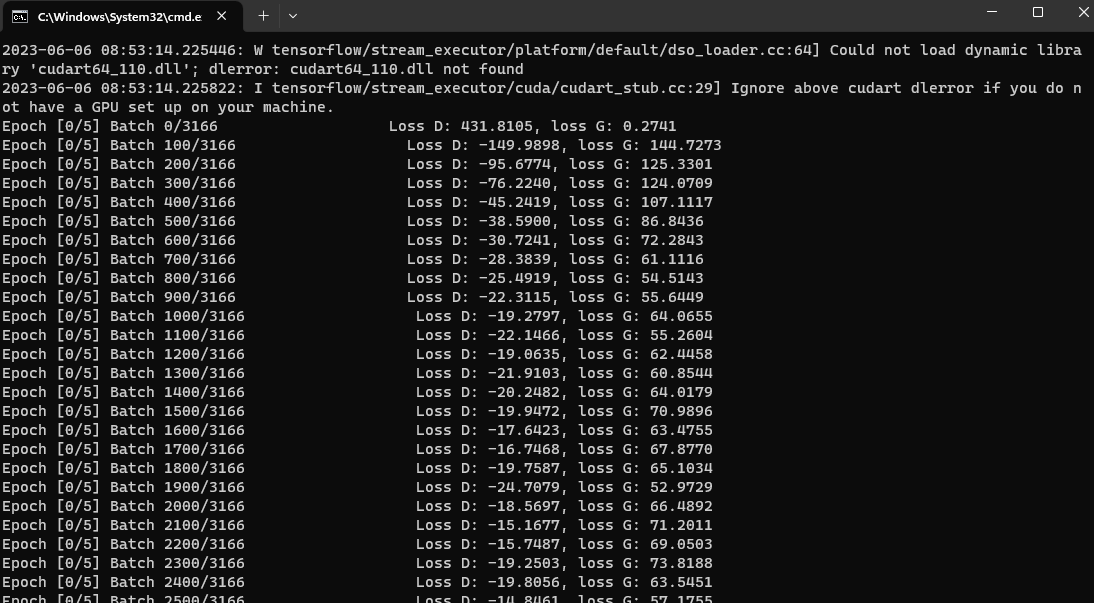 C:\Windows\System32\cmd.e
2023-06-06 08:53:14.225446: W tensorflow/stream_executor/platform/default/dso_loader.cc:64] Could not load dynamic libra
ry 'cudart64_110.dll'; dlerror: cudart64_110.dll not found
2023-06-06 08:53:14.225822: I tensorflow/stream_executor/cuda/cudart_stub.cc:29] Ignore above cudart dlerror if you do n
ot have a GPU set up on your machine.
Epoch [0/5] Batch 0/3166 Loss D: 431.8105, loss G: 0.2741
Epoch [0/5] Batch 100/3166 Loss D: -149.9898, loss G: 144.7273
Epoch [0/5] Batch 200/3166 Loss D: -95.6774, loss G: 125.3301
Epoch [0/5] Batch 300/3166 Loss D: -76.2240, loss G: 124.0709
Epoch [0/5] Batch 400/3166 Loss D: -45.2419, loss G: 107.1117
Epoch [0/5] Batch 500/3166 Loss D: -38.5900, loss G: 86.8436
Epoch [0/5] Batch 600/3166 Loss D: -30.7241, loss G: 72.2843
Epoch [0/5] Batch 700/3166 Loss D: -28.3839, loss G: 61.1116
Epoch [0/5] Batch 800/3166 Loss D: -25.4919, loss G: 54.5143
Epoch [0/5] Batch 900/3166 Loss D: -22.3115, loss G: 55.6449
Epoch [0/5] Batch 1000/3166 Loss D: -19.2797, loss G: 64.0655
Epoch [0/5] Batch 1100/3166 Loss D: -22.1466, loss G: 55.2604
Epoch [0/5] Batch 1200/3166 Loss D: -19.0635, loss G: 62.4458
Epoch [0/5] Batch 1300/3166 Loss D: -21.9103, loss G: 60.8544
Epoch [0/5] Batch 1400/3166 Loss D: -20.2482, loss G: 64.0179
Epoch [0/5] Batch 1500/3166 Loss D: -19.9472, loss G: 70.9896
Epoch [0/5] Batch 1600/3166 Loss D: -17.6423, loss G: 63.4755
Epoch [0/5] Batch 1700/3166 Loss D: -16.7468, loss G: 67.8770
Epoch [0/5] Batch 1800/3166 Loss D: -19.7587, loss G: 65.1034
Epoch [0/5] Batch 1900/3166 Loss D: -24.7079, loss G: 52.9729
Epoch [0/5] Batch 2000/3166 Loss D: -18.5697, loss G: 66.4892
Epoch [0/5] Batch 2100/3166 Loss D: -15.1677, loss G: 71.2011
Epoch [0/5] Batch 2200/3166 Loss D: -15.7487, loss G: 69.0503
Epoch [0/5] Batch 2300/3166 Loss D: -19.2503, loss G: 73.8188
Epoch [0/5] Batch 2400/3166 Loss D: -19.8056, loss G: 63.5451
Epoch [0/5] Batch 2500/3166 Loss D: -14.8461, loss G: 57.1755